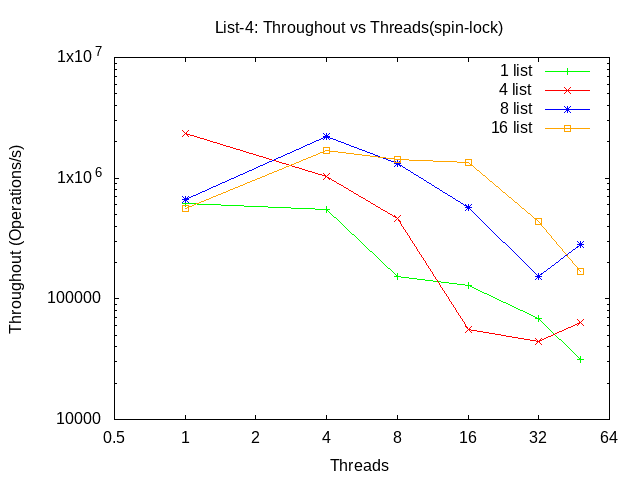 List-4: Throughout vs Threads(spin-lock)
Throughout (Operations/s)
1x10^7
1x10^6
100000
10000
1 list
4 list
8 list
16 list
0.5 1 2 4 8 16 32 64
Threads